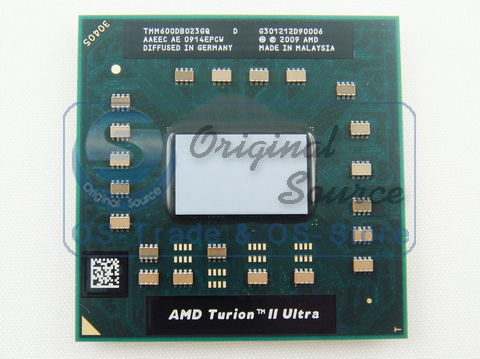 30405
TMM600DB023GQ D G301212D90006
AAEEC AE 0914EPCW Ⓓ © 2009 AMD
DIFFUSED IN GERMANY MADE IN MALAYSIA
Original
Source
Original Source
OS Trade & OS Store
AMD Turion™ II Ultra
T